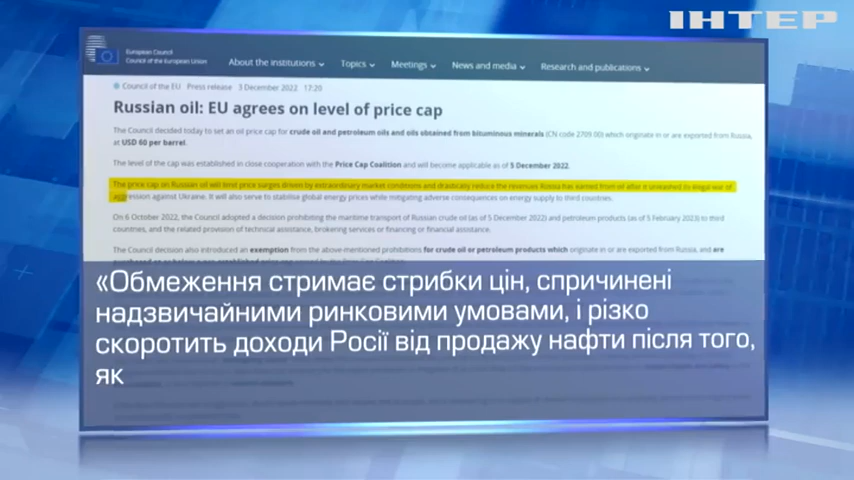 ІНТЕР
European Council
Council of the European Union
About the institutions Topics Meetings News and media Research and publications
Council of the EU Press release 3 December 2022 17:20
Russian oil: EU agrees on level of price cap
The Council decided today to set an oil price cap for crude oil and petroleum oils and oils obtained from bituminous minerals (CN code 2709 00) which originate in or are exported from Russia,
at USD 60 per barrel.
The level of the cap was established in close cooperation with the Price Cap Coalition and will become applicable as of 5 December 2022.
The price cap on Russian oil will limit price surges driven by extraordinary market conditions and drastically reduce the revenues Russia has earned from oil after it unleashed its illegal war of
aggression against Ukraine. It will also serve to stabilise global energy prices while mitigating adverse consequences on energy supply to third countries.
On 6 October 2022, the Council adopted a decision prohibiting the maritime transport of Russian crude oil (as of 5 December 2022) and petroleum products (as of 5 February 2023) to third
countries, and the related provision of technical assistance, brokering services or financing or financial assistance.
The Council decision also introduced an exemption from the above-mentioned prohibitions for crude oil or petroleum products which originate in or are exported from Russia, and are
«Обмеження стримає стрибки цін, спричинені
надзвичайними ринковими умовами, і різко
скоротить доходи Росії від продажу нафти після того,
як